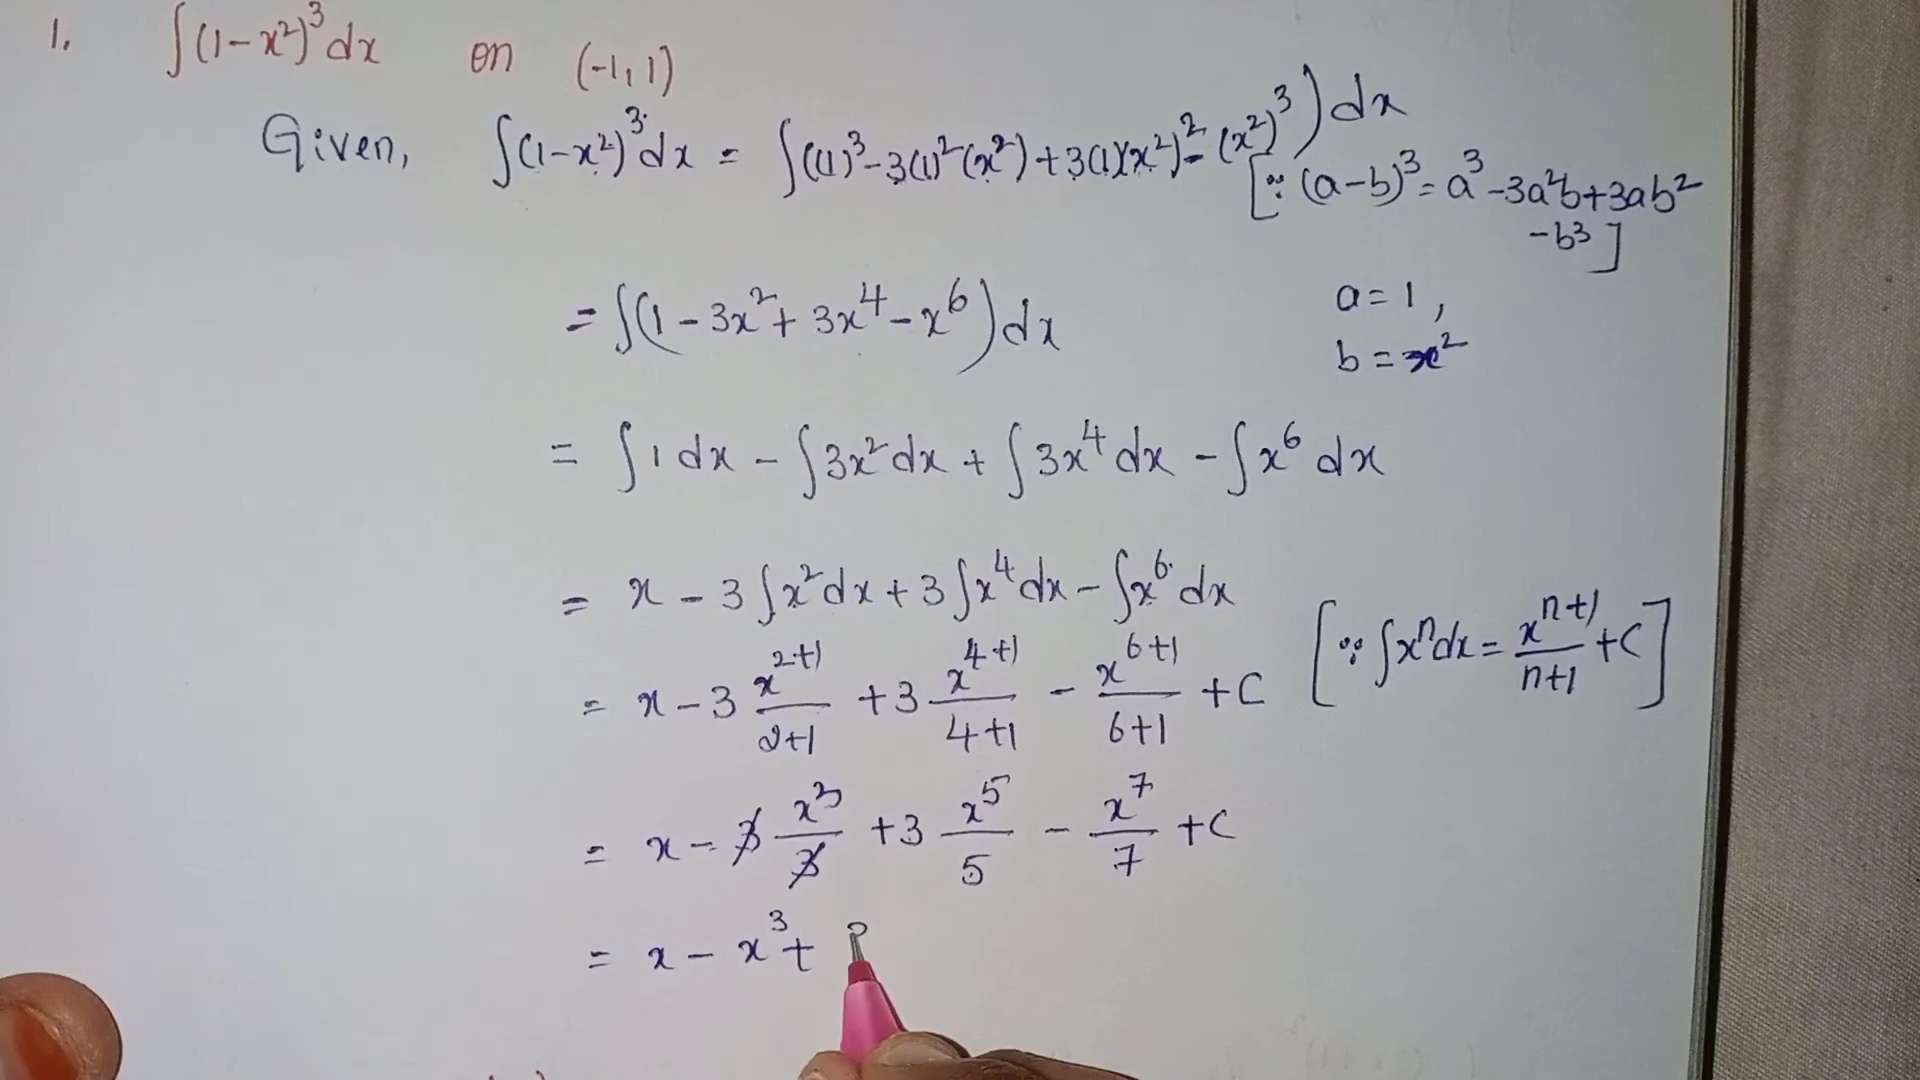 1. ∫(1-x²)³dx on (-1,1)
Given, ∫(1-x²)³dx = ∫((1)³-3(1)²(x²)+3(1)(x²)²-(x²)³)dx
[∵ (a-b)³=a³-3a²b+3ab²
-b³]
= ∫(1-3x²+3x⁴-x⁶)dx
a=1,
b=x²
= ∫1dx - ∫3x²dx + ∫3x⁴dx - ∫x⁶dx
= x - 3∫x²dx + 3∫x⁴dx - ∫x⁶dx
= x - 3 x²⁺¹/2+1 + 3 x⁴⁺¹/4+1 - x⁶⁺¹/6+1 + C [∵ ∫xⁿdx = xⁿ⁺¹/n+1 + C]
= x - 3 x³/3 + 3 x⁵/5 - x⁷/7 + C
= x - x³ +